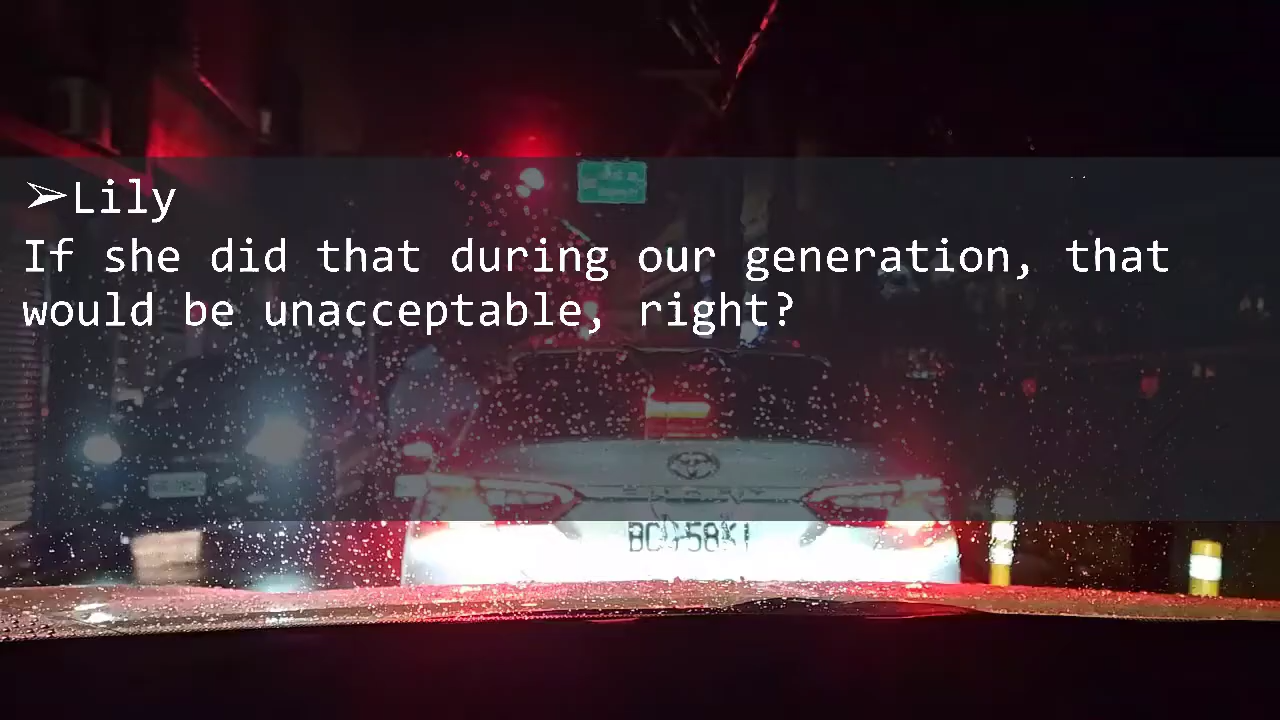 ➢Lily
If she did that during our generation, that
would be unacceptable, right?